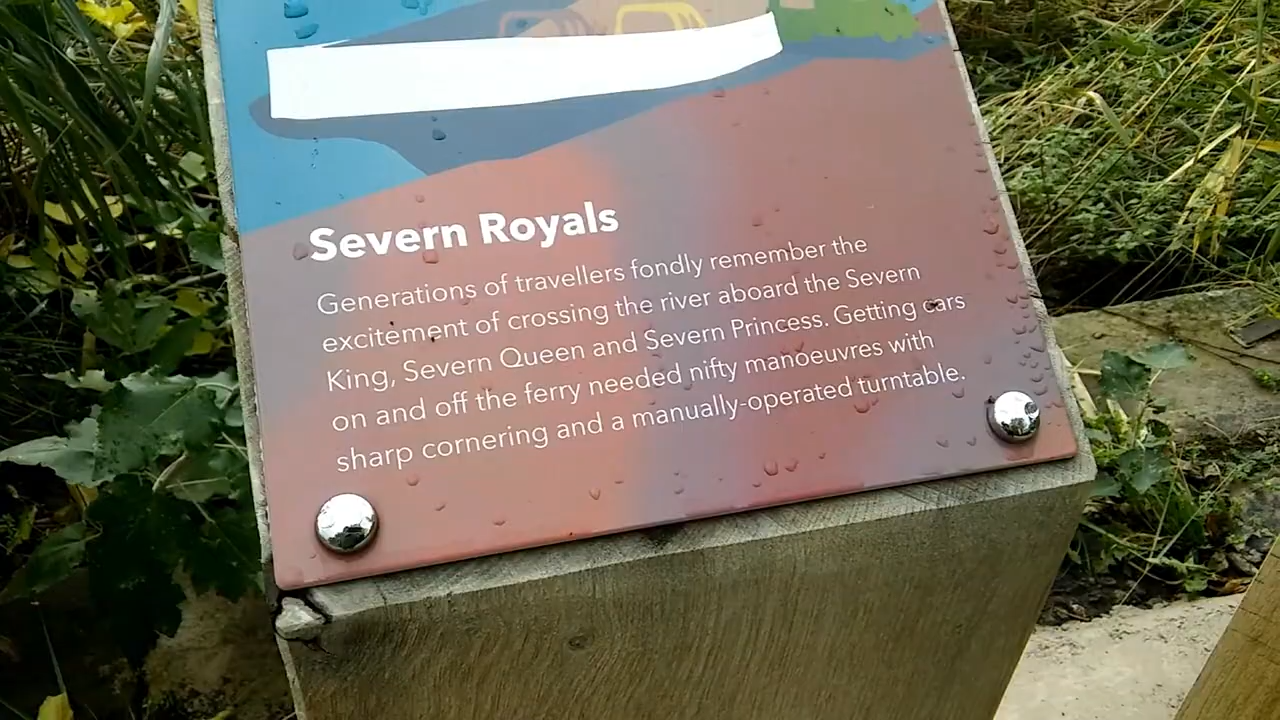 Severn Royals
Generations of travellers fondly remember the
excitement of crossing the river aboard the Severn
King, Severn Queen and Severn Princess. Getting cars
on and off the ferry needed nifty manoeuvres with
sharp cornering and a manually-operated turntable.